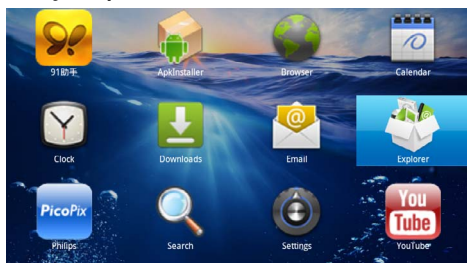 91助手
ApkInstaller
Browser
Calendar
Clock
Downloads
@
Email
Explorer
PicoPix
Philips
Search
Settings
You
Tube
YouTube